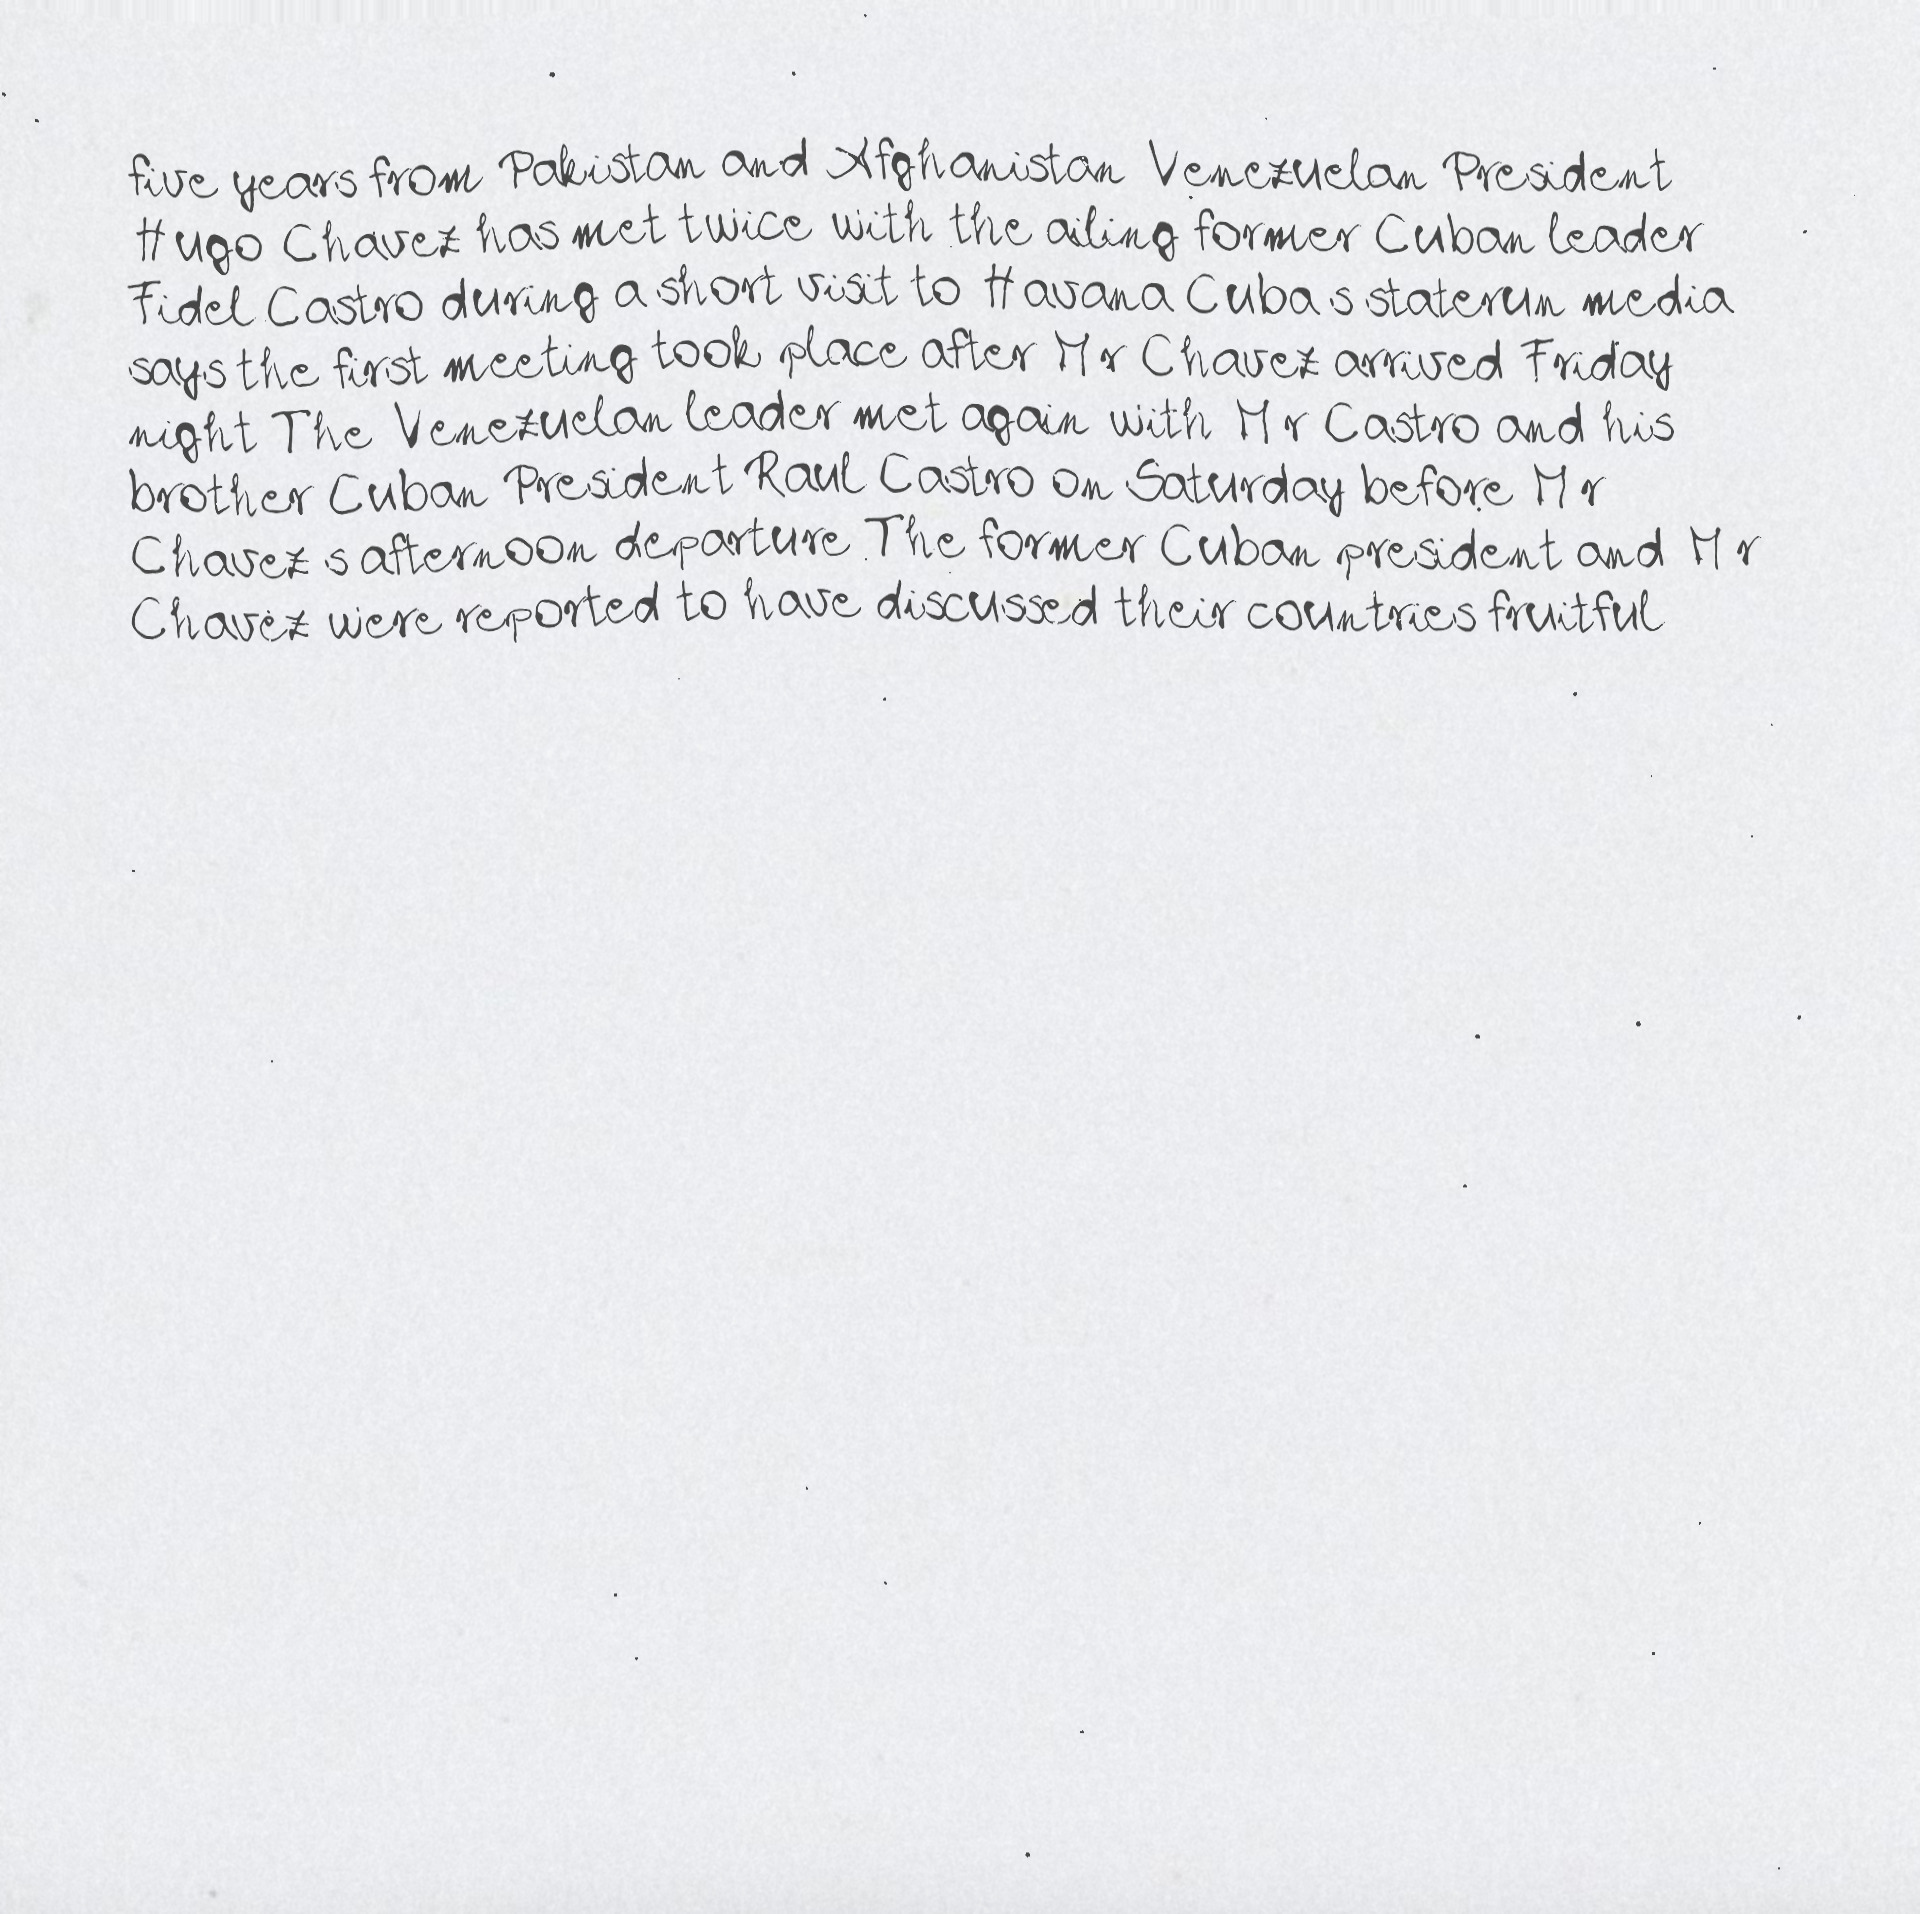 five years from Pakistan and Afghanistan Venezuelan President
Hugo Chavez has met twice with the ailing former Cuban leader
Fidel Castro during a short visit to Havana Cuba s staterun media
says the first meeting took place after Mr Chavez arrived Friday
night The Venezuelan leader met again with Mr Castro and his
brother Cuban President Raul Castro on Saturday before Mr
Chavez s afternoon departure The former Cuban president and Mr
Chavez were reported to have discussed their countries fruitful